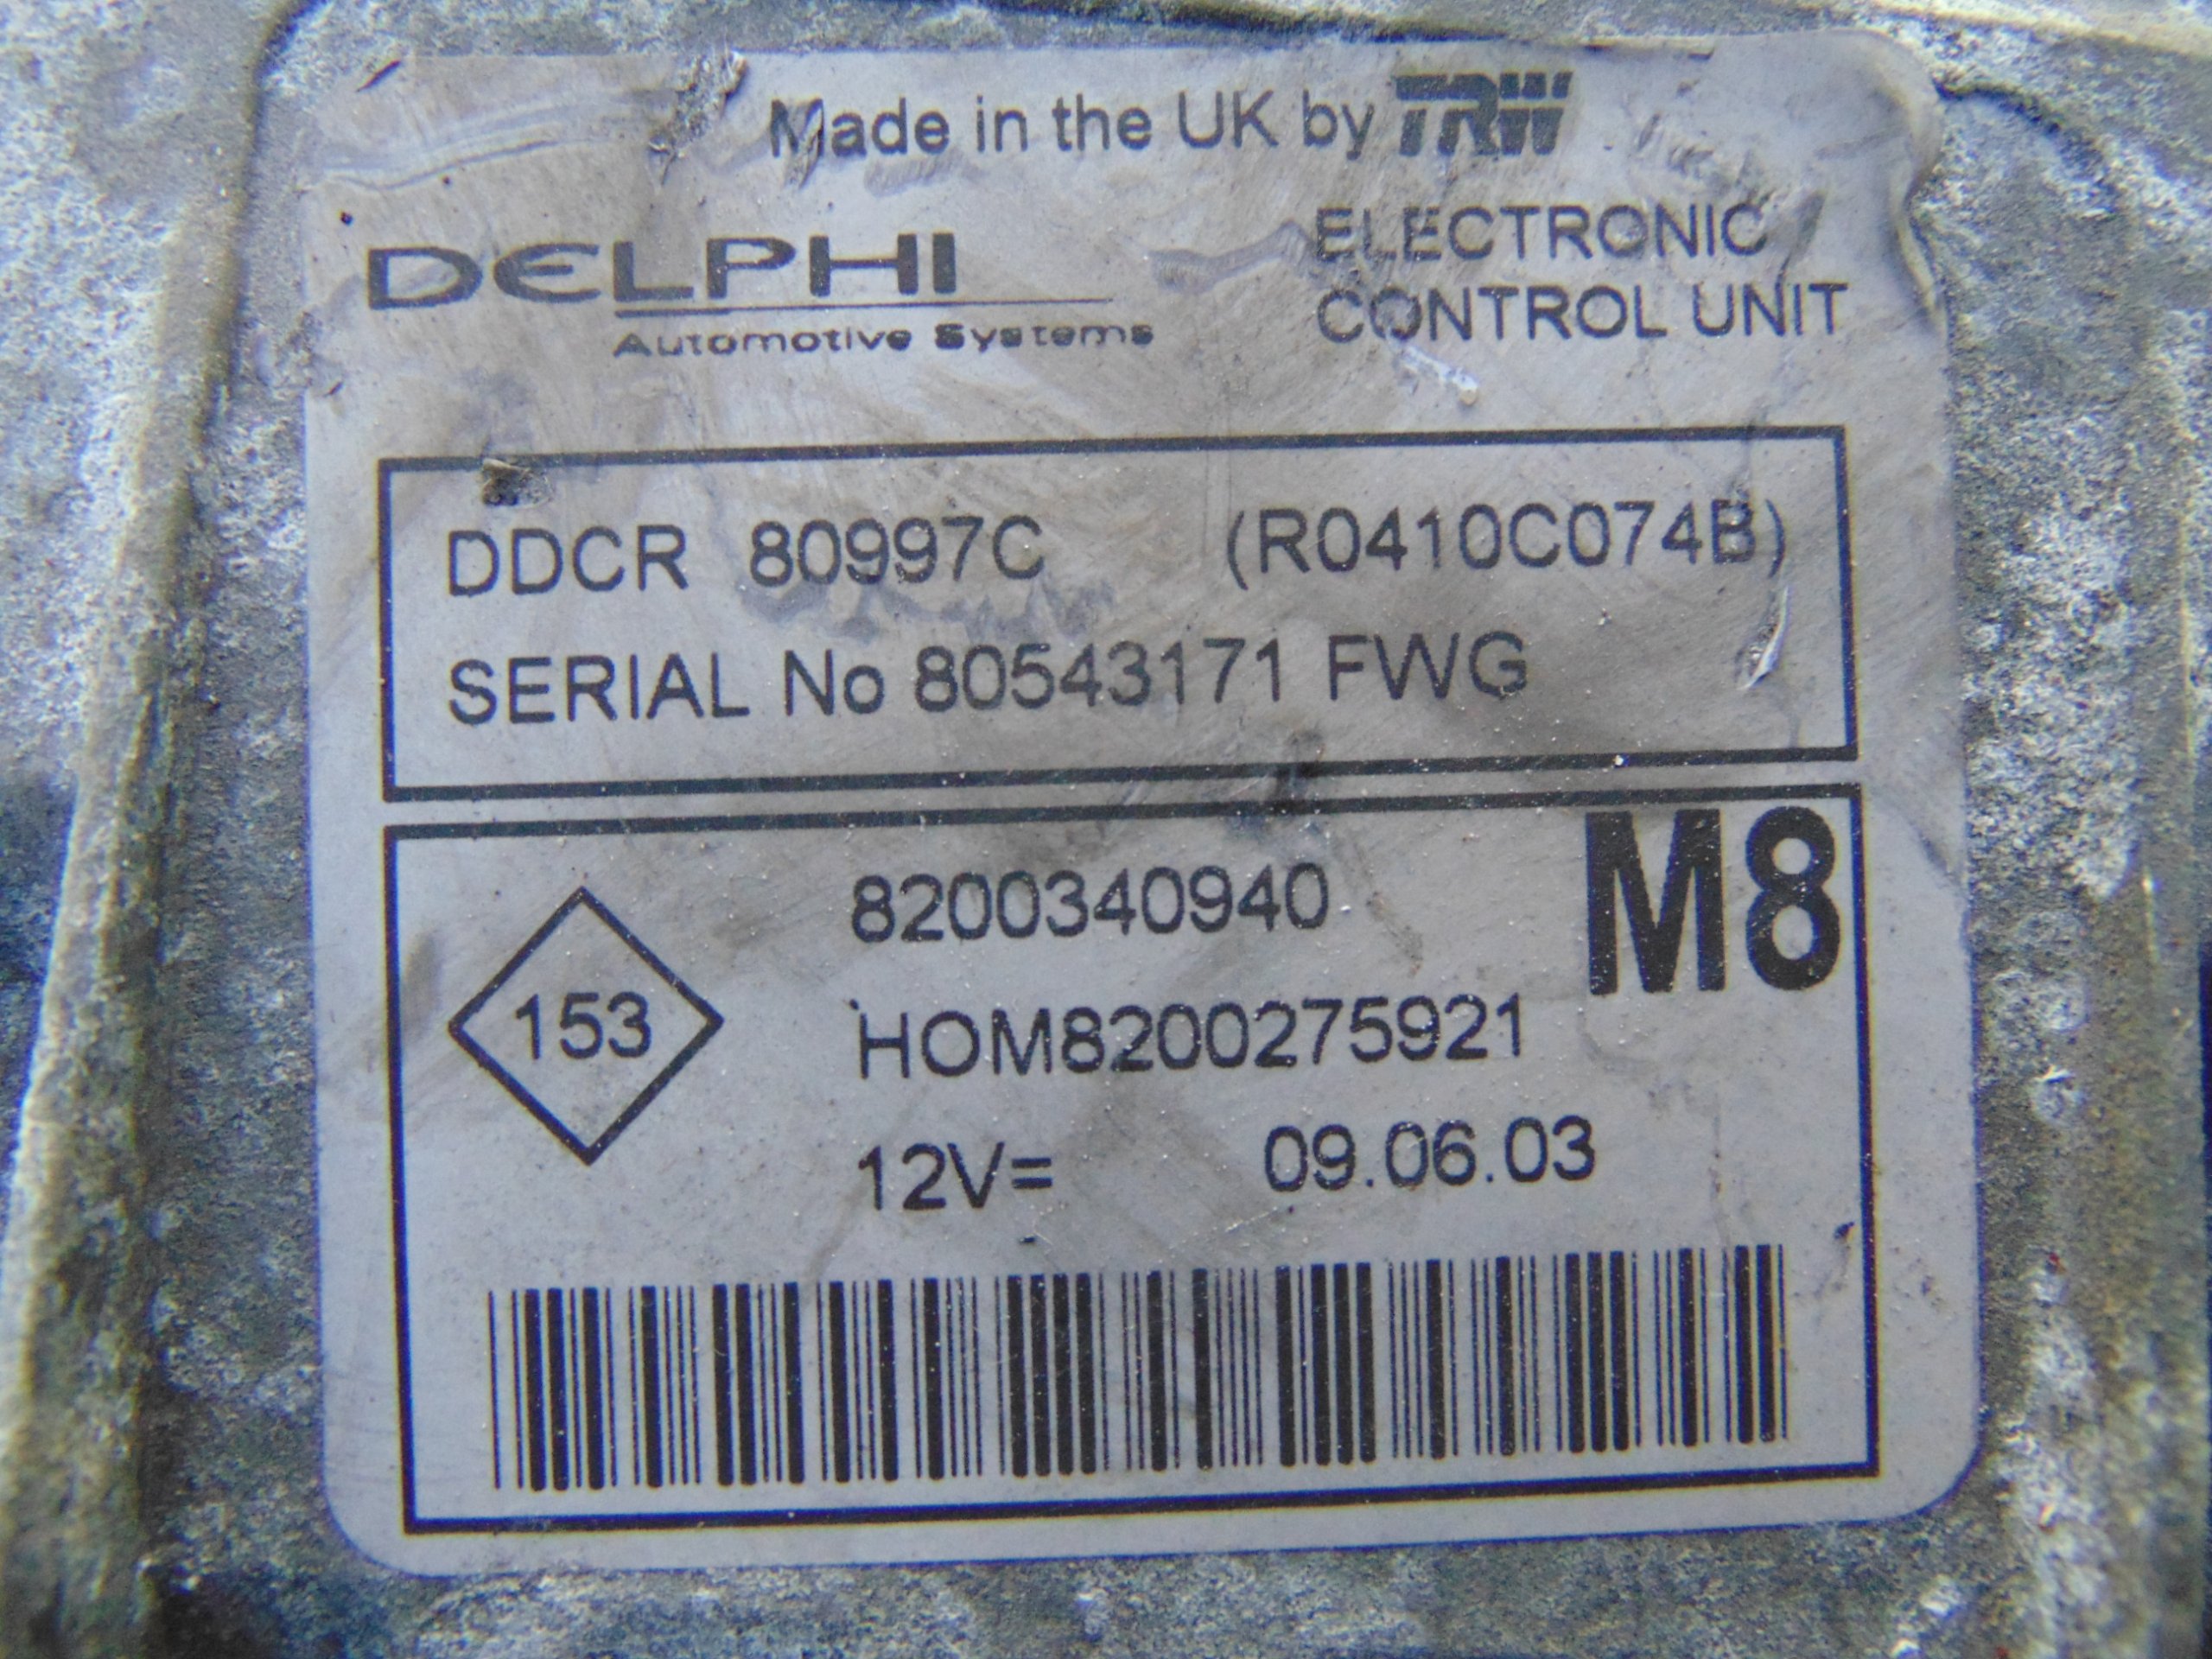 Made in the UK by TRW
DELPHI
Automotive Systems
ELECTRONIC
CONTROL UNIT
DDCR 80997C (R0410C074B)
SERIAL No 80543171 FWG
M8
8200340940
153
HOM8200275921
12V= 09.06.03